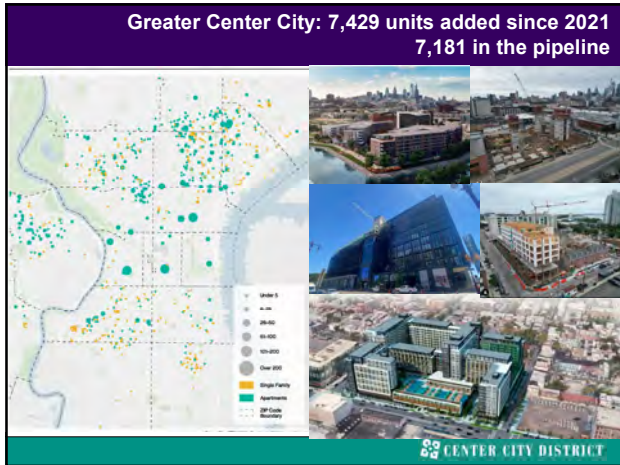 Greater Center City: 7,429 units added since 2021
7,181 in the pipeline
Under 5
26-50
51-100
101-200
Over 200
Single Family
Apartments
ZIP Code
Boundary
CENTER CITY DISTRICT